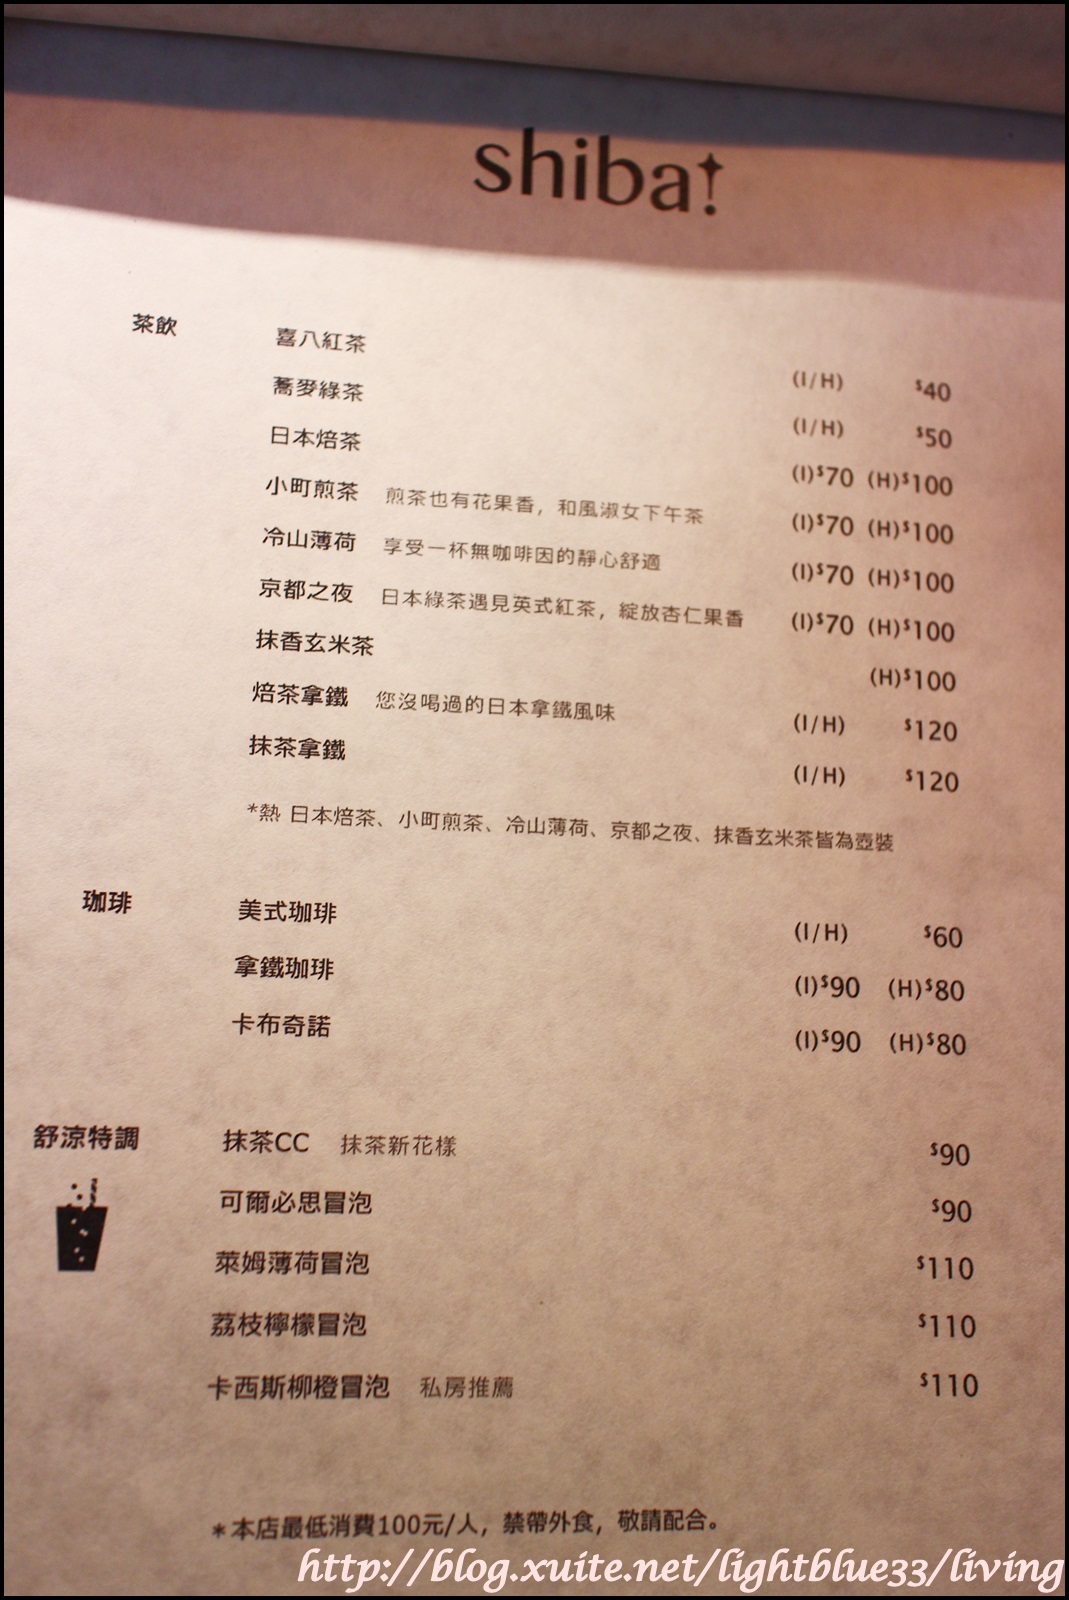 shiba!
茶飲 喜八紅茶 (I/H) $40
蕎麥綠茶 (I/H) $50
日本焙茶 (I)$70 (H)$100
小町煎茶 煎茶也有花果香，和風淑女下午茶 (I)$70 (H)$100
冷山薄荷 享受一杯無咖啡因的靜心舒適 (I)$70 (H)$100
京都之夜 日本綠茶遇見英式紅茶，綻放杏仁果香 (I)$70 (H)$100
抹香玄米茶 (H)$100
焙茶拿鐵 您沒喝過的日本拿鐵風味 (I/H) $120
抹茶拿鐵 (I/H) $120
*熱 日本焙茶、小町煎茶、冷山薄荷、京都之夜、抹香玄米茶皆為壺裝
珈琲 美式珈琲 (I/H) $60
拿鐵珈琲 (I)$90 (H)$80
卡布奇諾 (I)$90 (H)$80
舒涼特調 抹茶CC 抹茶新花樣 $90
可爾必思冒泡 $90
萊姆薄荷冒泡 $110
荔枝檸檬冒泡 $110
卡西斯柳橙冒泡 私房推薦 $110
*本店最低消費100元/人，禁帶外食，敬請配合。
http://blog.xuite.net/lightblue33/living